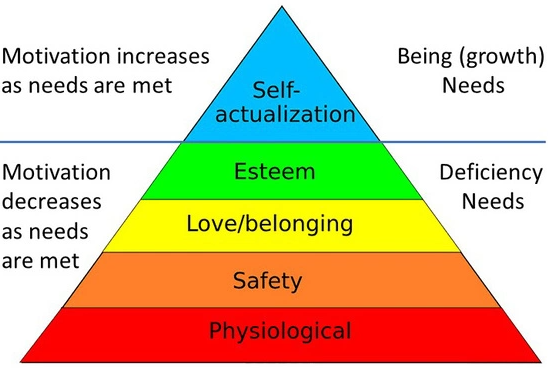 Motivation increases
as needs are met
Being (growth)
Needs
Self-
actualization
Motivation
decreases
as needs
are met
Esteem
Love/belonging
Safety
Physiological
Deficiency
Needs